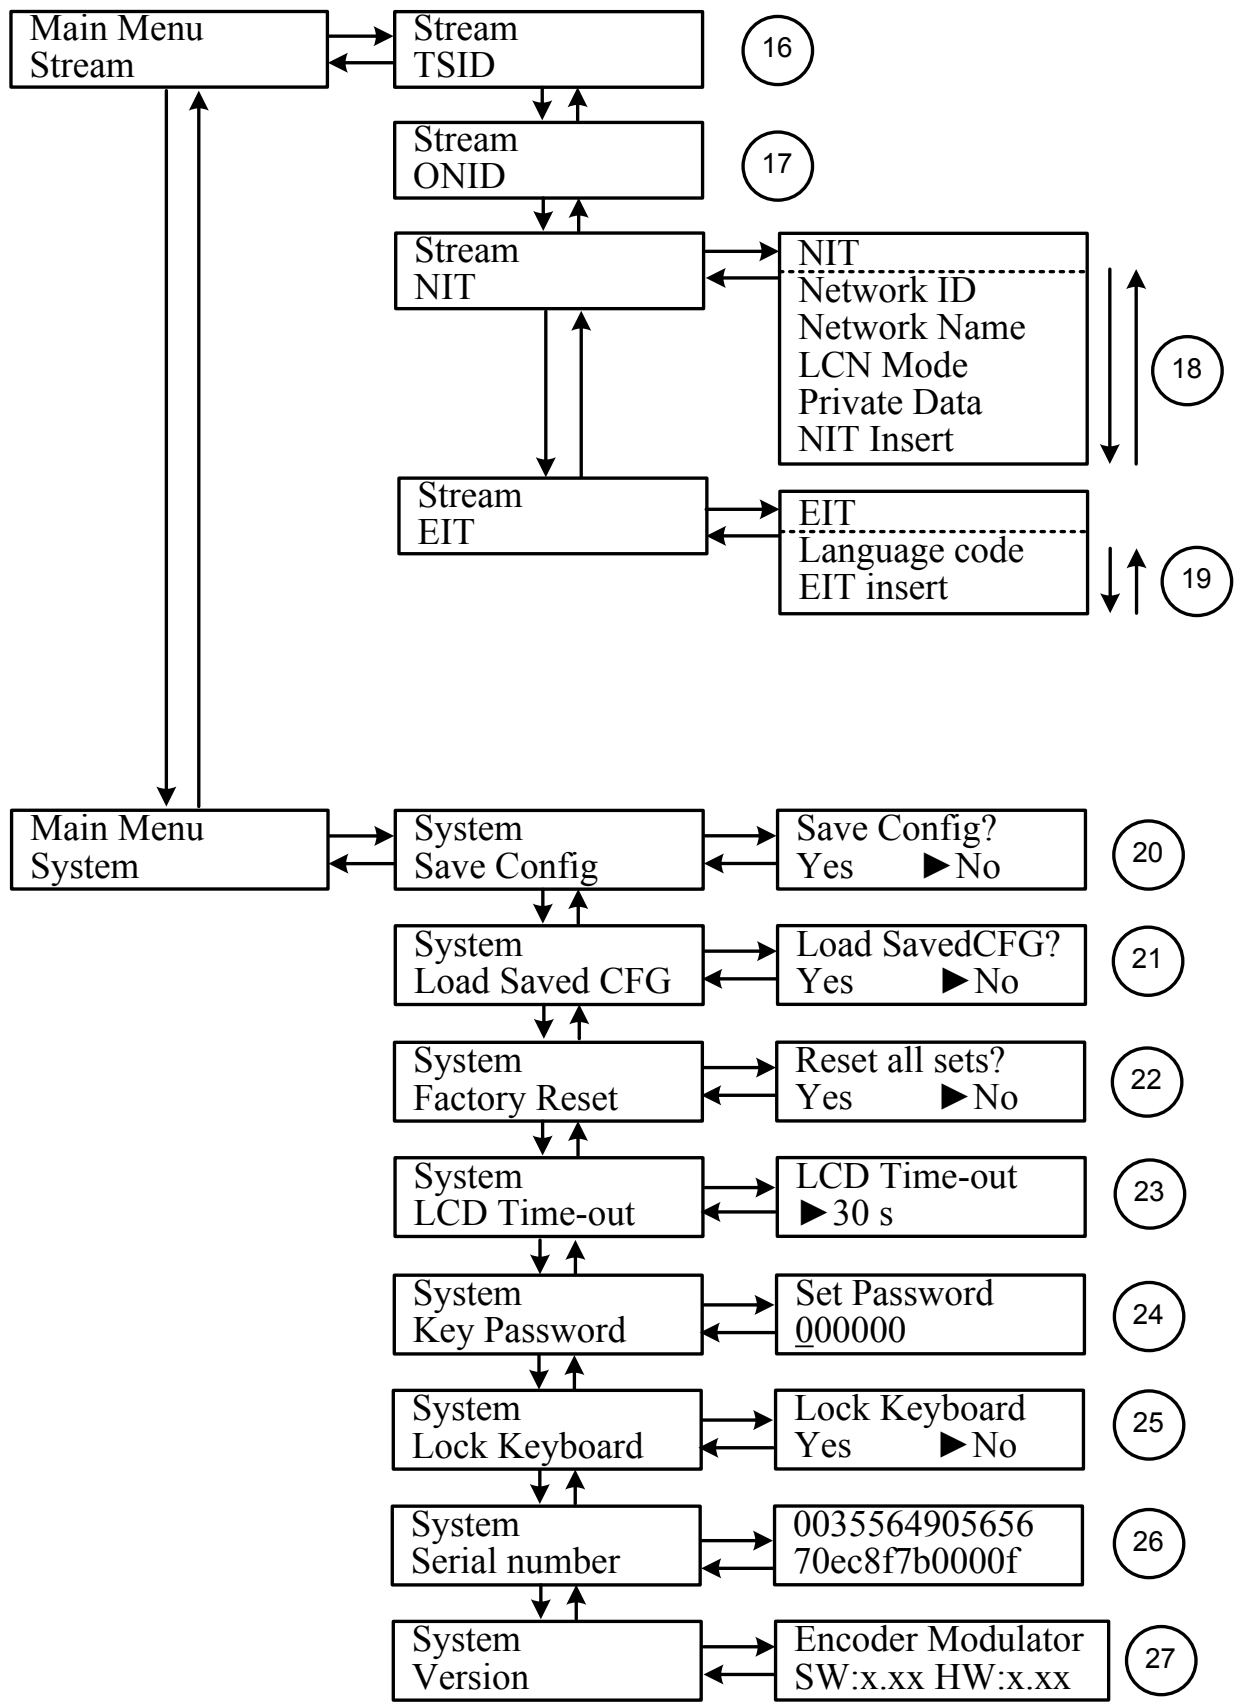 Main Menu
Stream
Stream
TSID
16
Stream
ONID
17
Stream
NIT
NIT
Network ID
Network Name
LCN Mode
Private Data
NIT Insert
18
Stream
EIT
EIT
Language code
EIT insert
19
Main Menu
System
System
Save Config
Save Config?
Yes ►No
20
System
Load Saved CFG
Load SavedCFG?
Yes ►No
21
System
Factory Reset
Reset all sets?
Yes ►No
22
System
LCD Time-out
LCD Time-out
►30 s
23
System
Key Password
Set Password
000000
24
System
Lock Keyboard
Lock Keyboard
Yes ►No
25
System
Serial number
0035564905656
70ec8f7b0000f
26
System
Version
Encoder Modulator
SW:x.xx HW:x.xx
27